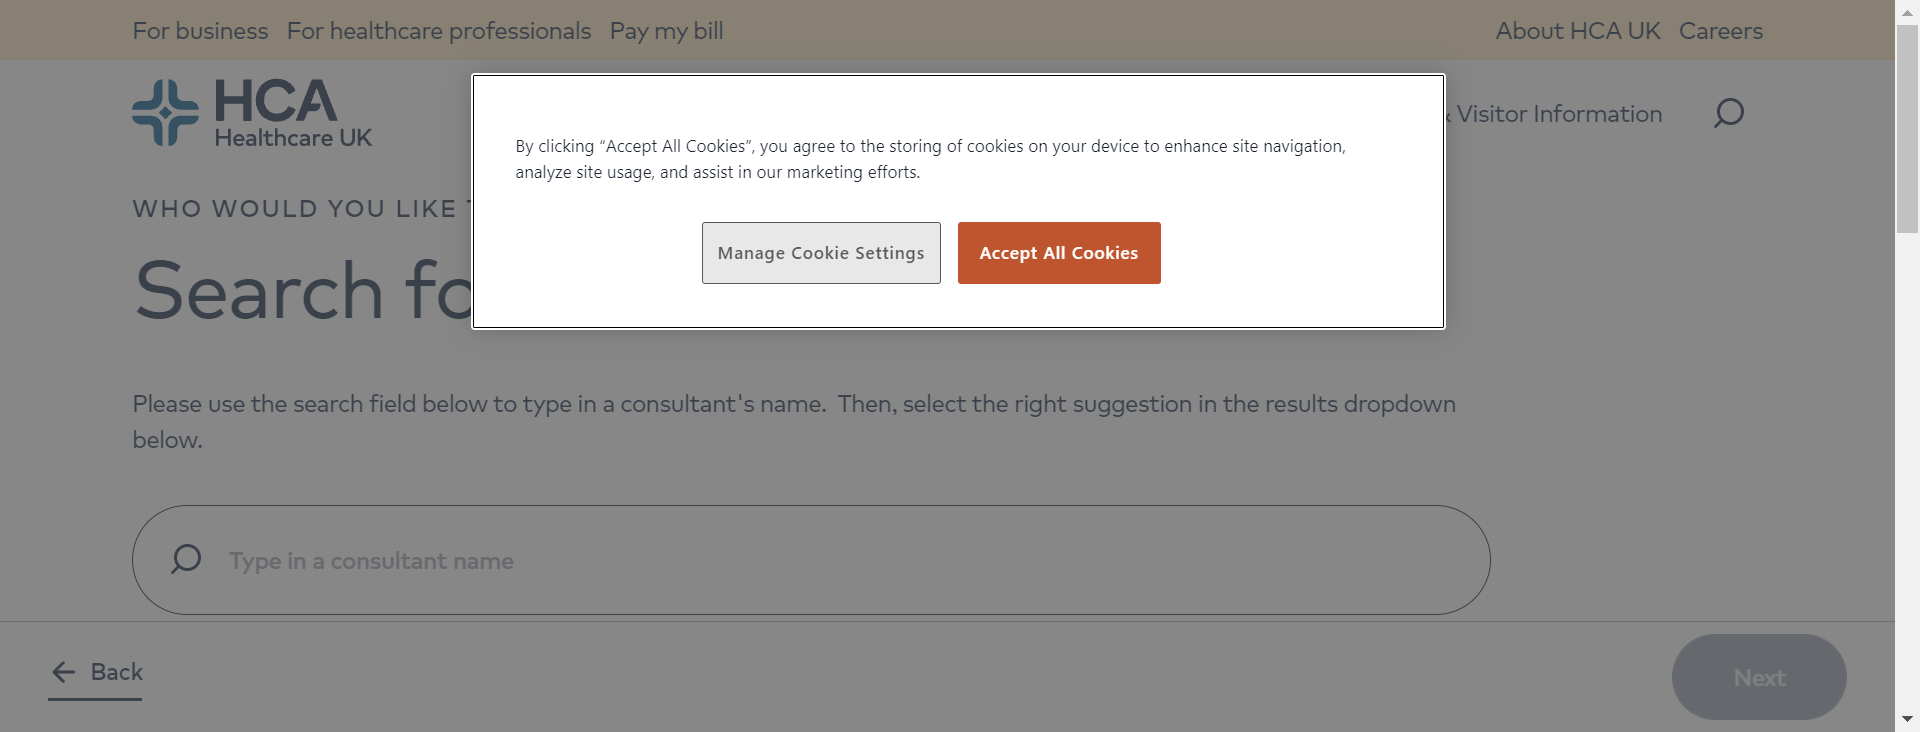 For business For healthcare professionals Pay my bill About HCA UK Careers
HCA
Healthcare UK
Visitor Information
By clicking “Accept All Cookies”, you agree to the storing of cookies on your device to enhance site navigation,
analyze site usage, and assist in our marketing efforts.
Manage Cookie Settings Accept All Cookies
WHO WOULD YOU LIKE
Search
Please use the search field below to type in a consultant's name. Then, select the right suggestion in the results dropdown
below.
Type in a consultant name
Back
Next